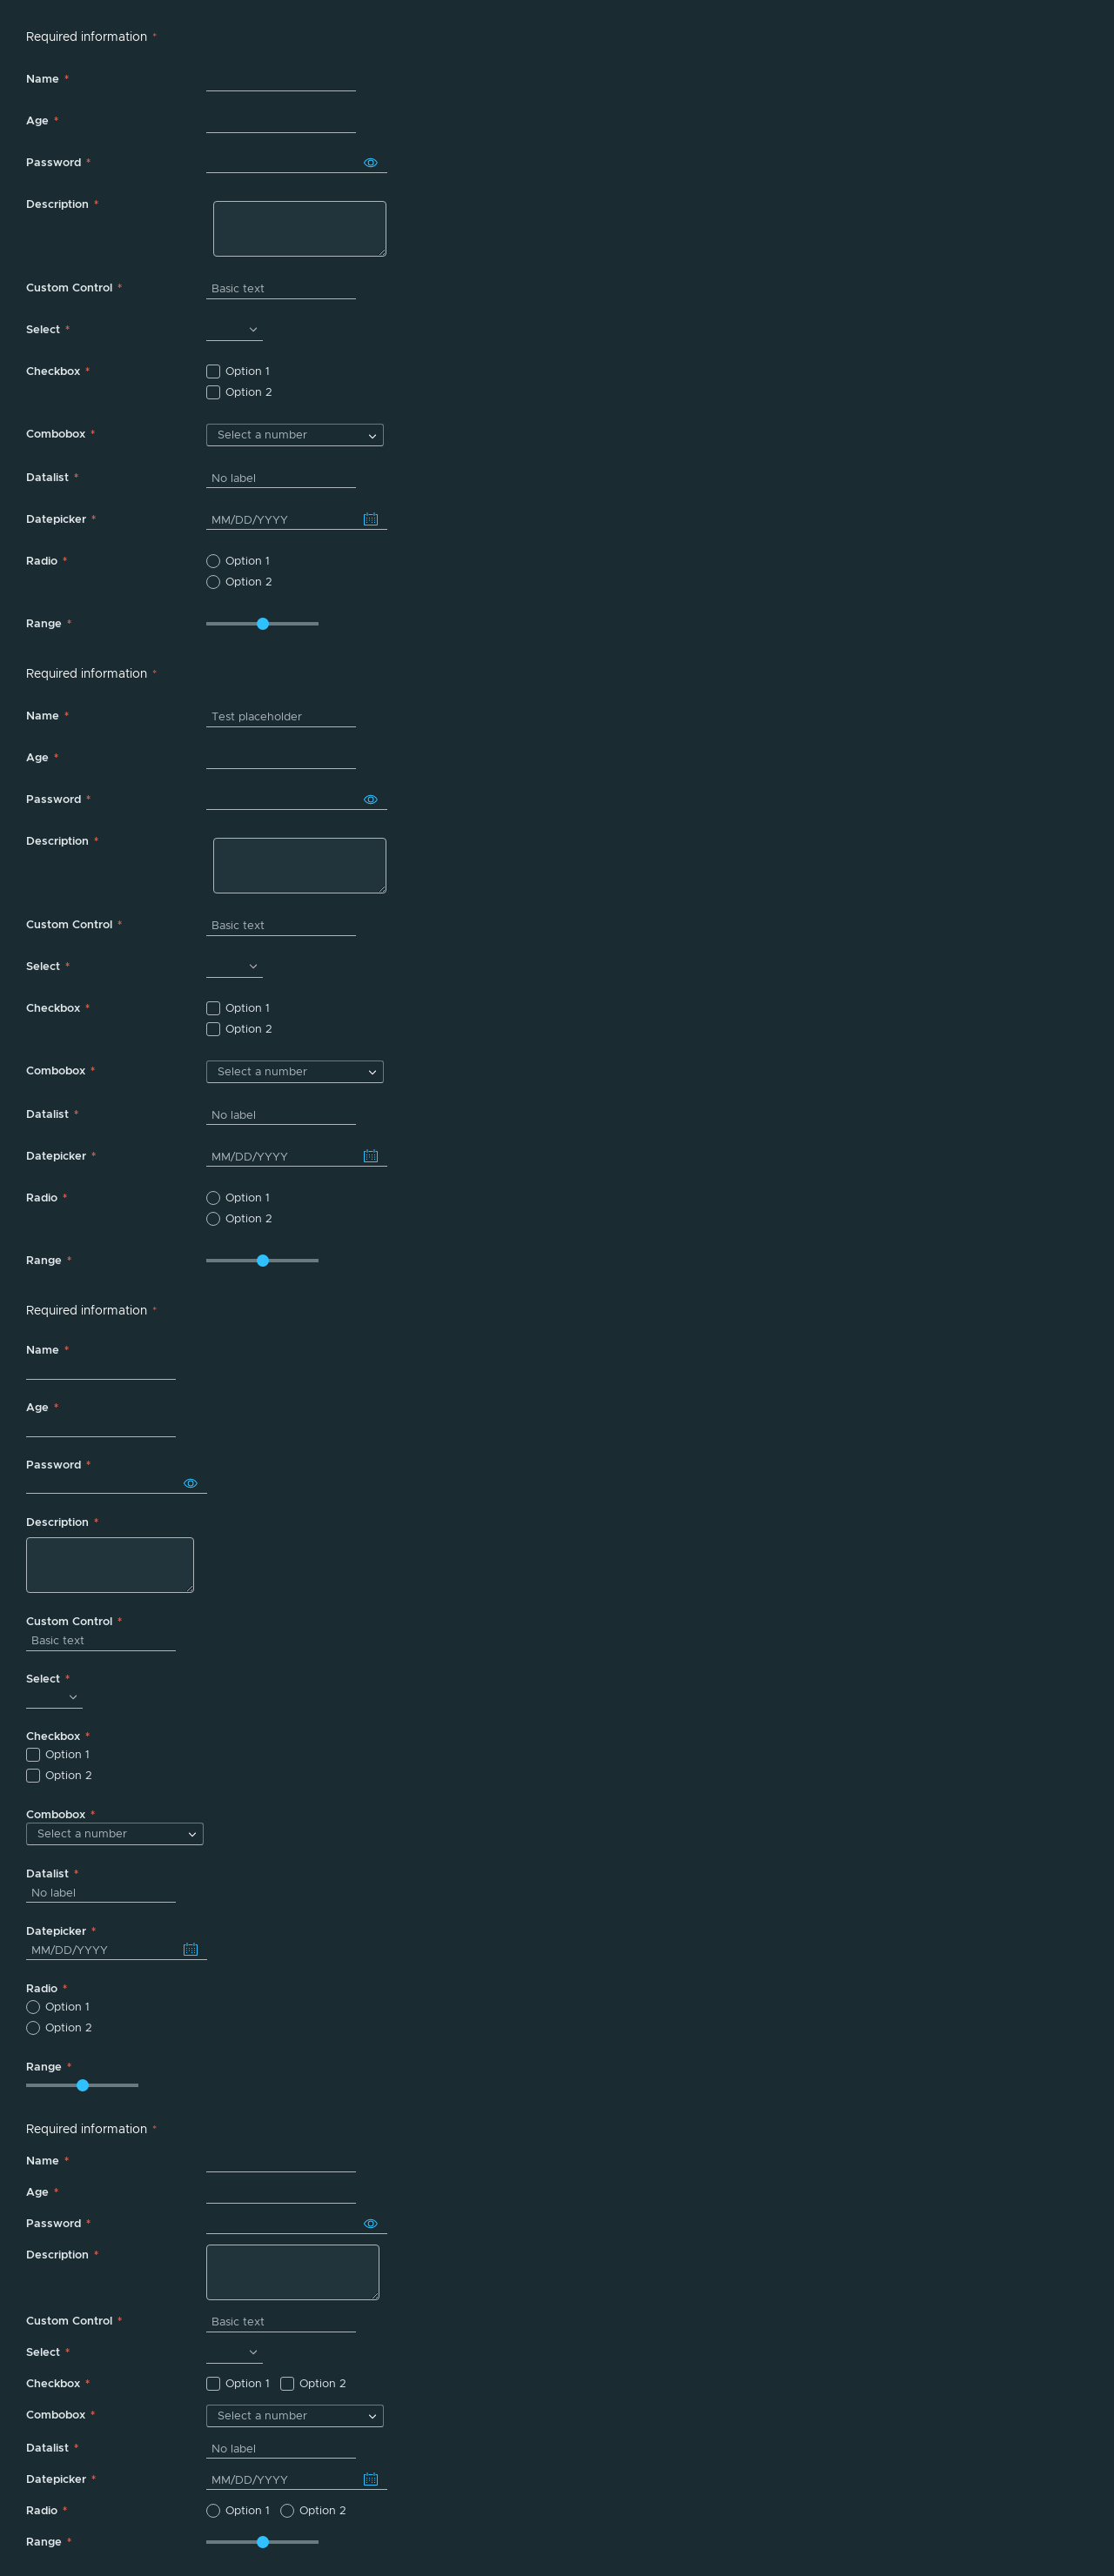 Required information *
Name *
Age *
Password *
Description *
Custom Control * Basic text
Select *
Checkbox * Option 1
Option 2
Combobox * Select a number
Datalist * No label
Datepicker * MM/DD/YYYY
Radio * Option 1
Option 2
Range *
Required information *
Name * Test placeholder
Age *
Password *
Description *
Custom Control * Basic text
Select *
Checkbox * Option 1
Option 2
Combobox * Select a number
Datalist * No label
Datepicker * MM/DD/YYYY
Radio * Option 1
Option 2
Range *
Required information *
Name *
Age *
Password *
Description *
Custom Control *
Basic text
Select *
Checkbox *
Option 1
Option 2
Combobox *
Select a number
Datalist *
No label
Datepicker *
MM/DD/YYYY
Radio *
Option 1
Option 2
Range *
Required information *
Name *
Age *
Password *
Description *
Custom Control * Basic text
Select *
Checkbox * Option 1 Option 2
Combobox * Select a number
Datalist * No label
Datepicker * MM/DD/YYYY
Radio * Option 1 Option 2
Range *